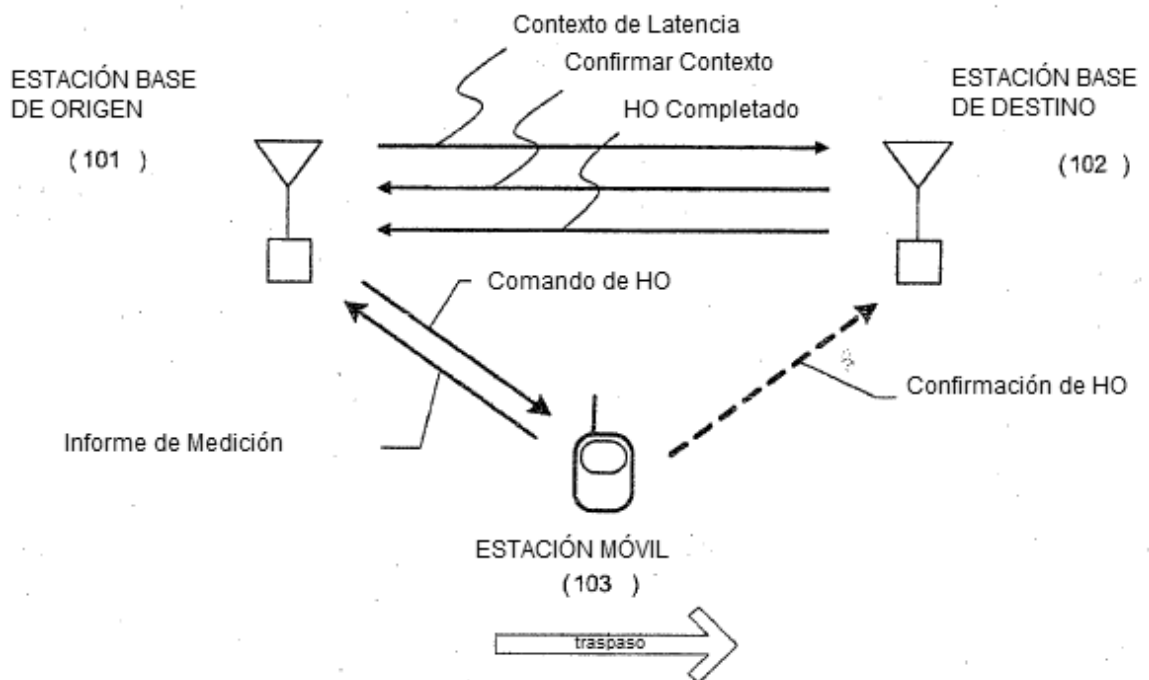 Contexto de Latencia
Confirmar Contexto
HO Completado
ESTACIÓN BASE
DE ORIGEN
(101 )
ESTACIÓN BASE
DE DESTINO
(102 )
Comando de HO
Informe de Medición
Confirmación de HO
ESTACIÓN MÓVIL
(103 )
traspaso